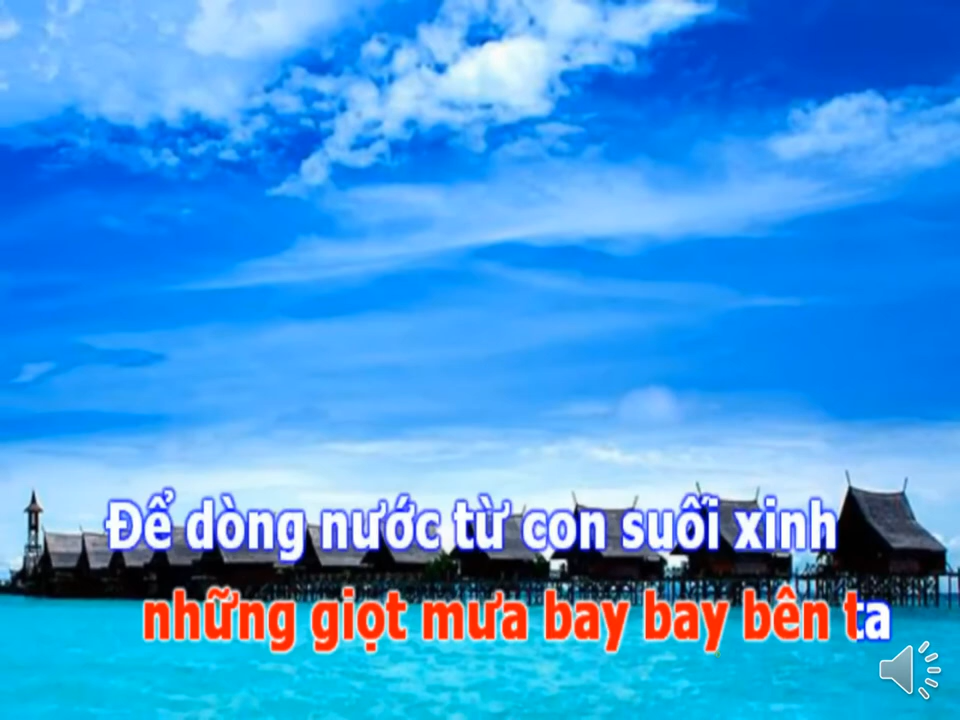 Để dòng nước từ con suối xinh
những giọt mưa bay bay bên ta